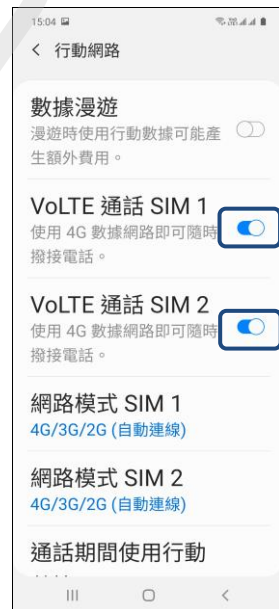 15:04
行動網路
數據漫遊
漫遊時使用行動數據可能產
生額外費用。
VoLTE 通話 SIM 1
使用 4G 數據網路即可隨時
撥接電話。
VoLTE 通話 SIM 2
使用 4G 數據網路即可隨時
撥接電話。
網路模式 SIM 1
4G/3G/2G (自動連線)
網路模式 SIM 2
4G/3G/2G (自動連線)
通話期間使用行動